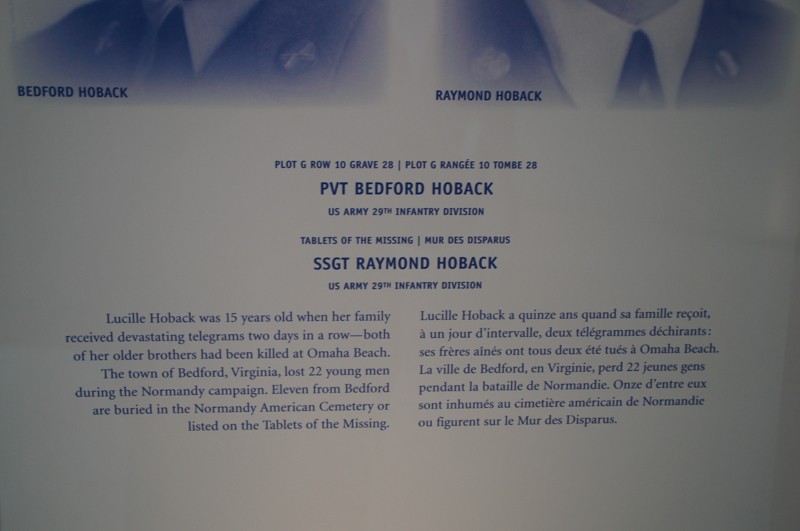 BEDFORD HOBACK
RAYMOND HOBACK
PLOT G ROW 10 GRAVE 28 | PLOT G RANGÉE 10 TOMBE 28
PVT BEDFORD HOBACK
US ARMY 29TH INFANTRY DIVISION
TABLETS OF THE MISSING | MUR DES DISPARUS
SSGT RAYMOND HOBACK
US ARMY 29TH INFANTRY DIVISION
Lucille Hoback was 15 years old when her family
received devastating telegrams two days in a row—both
of her older brothers had been killed at Omaha Beach.
The town of Bedford, Virginia, lost 22 young men
during the Normandy campaign. Eleven from Bedford
are buried in the Normandy American Cemetery or
listed on the Tablets of the Missing.
Lucille Hoback a quinze ans quand sa famille reçoit,
à un jour d'intervalle, deux télégrammes déchirants :
ses frères aînés ont tous deux été tués à Omaha Beach.
La ville de Bedford, en Virginie, perd 22 jeunes gens
pendant la bataille de Normandie. Onze d'entre eux
sont inhumés au cimetière américain de Normandie
ou figurent sur le Mur des Disparus.